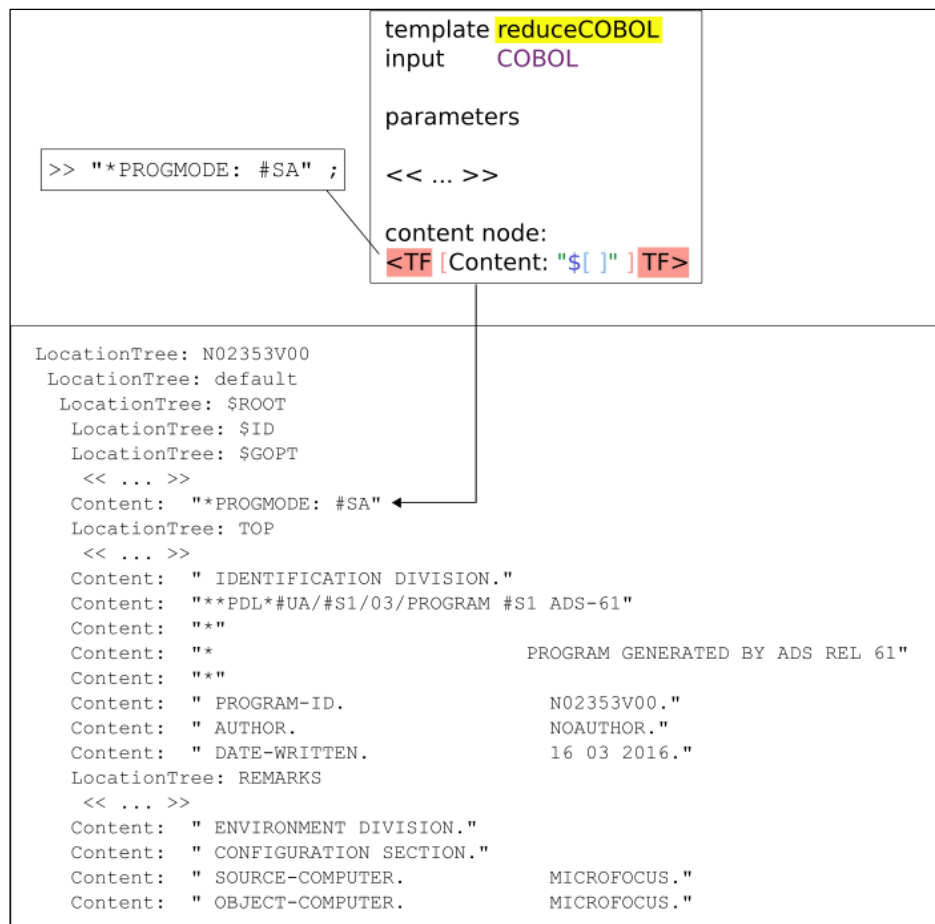 template reduceCOBOL
input COBOL
parameters
>> "*PROGMODE: #SA" ;
<< ... >>
content node:
<TF [Content: "$[ ]" ] TF>
LocationTree: N02353V00
LocationTree: default
LocationTree: $ROOT
LocationTree: $ID
LocationTree: $GOPT
<< ... >>
Content: "*PROGMODE: #SA"
LocationTree: TOP
<< ... >>
Content: " IDENTIFICATION DIVISION."
Content: "**PDL*#UA/#S1/03/PROGRAM #S1 ADS-61"
Content: "*"
Content: "* PROGRAM GENERATED BY ADS REL 61"
Content: "*"
Content: " PROGRAM-ID. N02353V00."
Content: " AUTHOR. NOAUTHOR."
Content: " DATE-WRITTEN. 16 03 2016."
LocationTree: REMARKS
<< ... >>
Content: " ENVIRONMENT DIVISION."
Content: " CONFIGURATION SECTION."
Content: " SOURCE-COMPUTER. MICROFOCUS."
Content: " OBJECT-COMPUTER. MICROFOCUS."